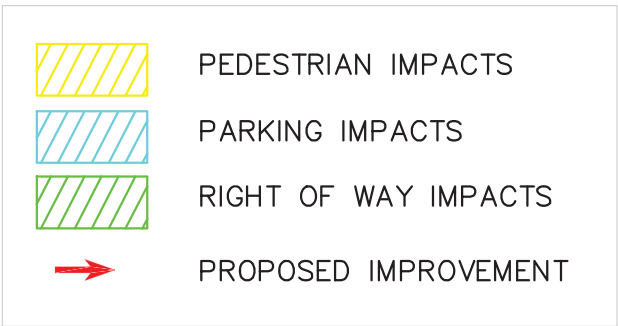 PEDESTRIAN IMPACTS
PARKING IMPACTS
RIGHT OF WAY IMPACTS
PROPOSED IMPROVEMENT